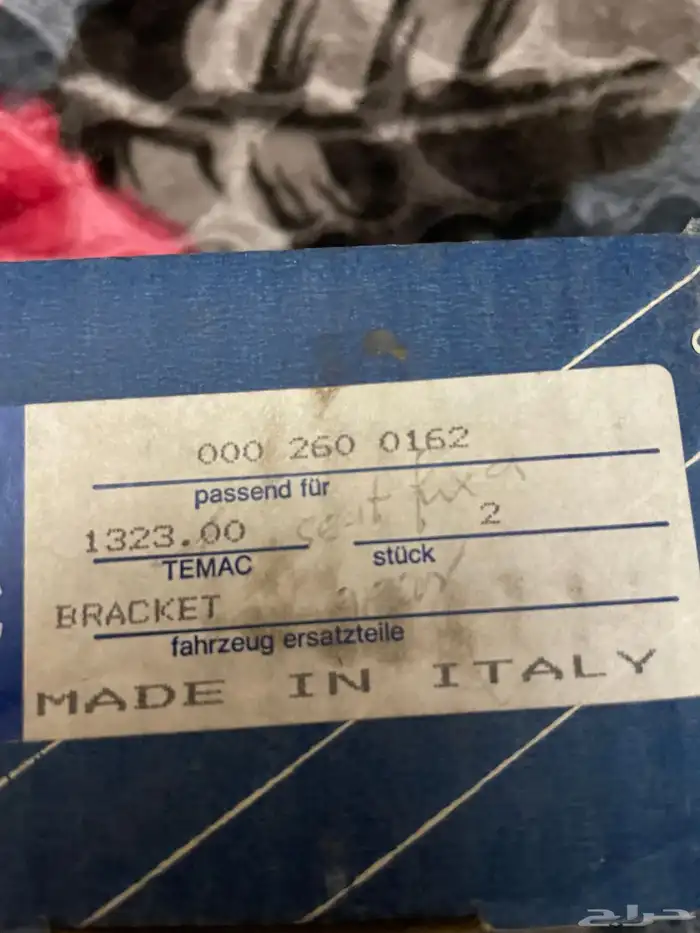 000 260 0162
passend für
1323.00 2
TEMAC stück
BRACKET
fahrzeug ersatzteile
MADE IN ITALY
حراج